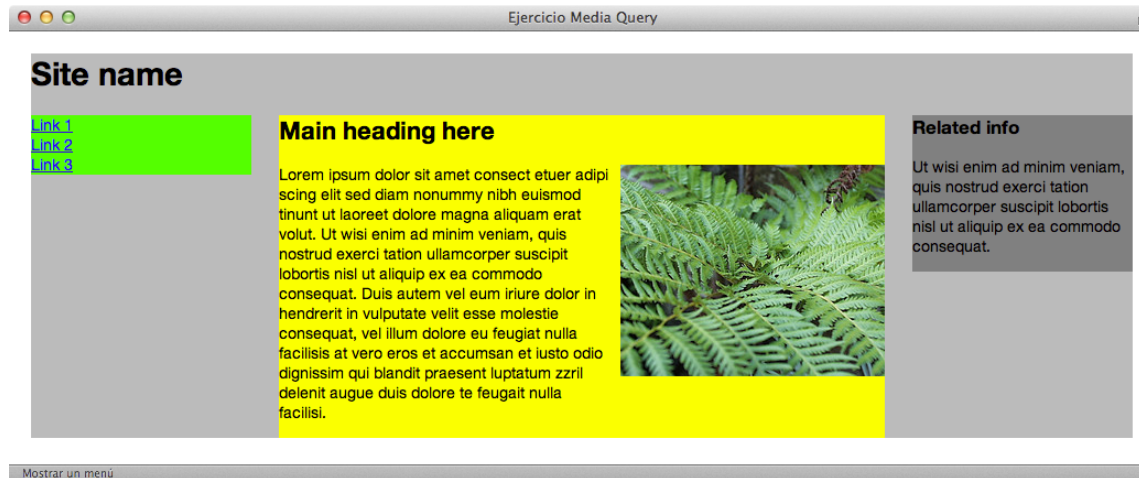 Ejercicio Media Query
Site name
Link 1
Link 2
Link 3
Main heading here
Lorem ipsum dolor sit amet consect etuer adipi
scing elit sed diam nonummy nibh euismod
tinunt ut laoreet dolore magna aliquam erat
volut. Ut wisi enim ad minim veniam, quis
nostrud exerci tation ullamcorper suscipit
lobortis nisl ut aliquip ex ea commodo
consequat. Duis autem vel eum iriure dolor in
hendrerit in vulputate velit esse molestie
consequat, vel illum dolore eu feugiat nulla
facilisis at vero eros et accumsan et iusto odio
dignissim qui blandit praesent luptatum zzril
delenit augue duis dolore te feugait nulla
facilisi.
Related info
Ut wisi enim ad minim veniam,
quis nostrud exerci tation
ullamcorper suscipit lobortis
nisl ut aliquip ex ea commodo
consequat.
Mostrar un menú